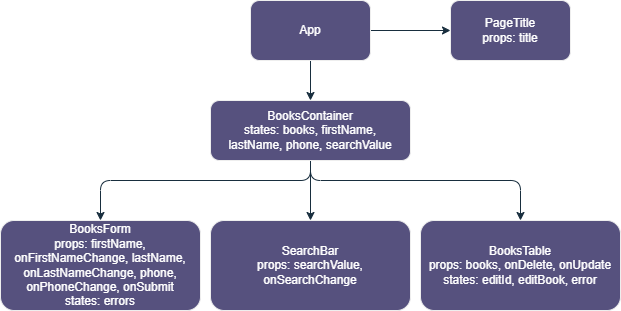 App
PageTitle
props: title
BooksContainer
states: books, firstName,
lastName, phone, searchValue
BooksForm
props: firstName,
onFirstNameChange, lastName,
onLastNameChange, phone,
onPhoneChange, onSubmit
states: errors
SearchBar
props: searchValue,
onSearchChange
BooksTable
props: books, onDelete, onUpdate
states: editId, editBook, error